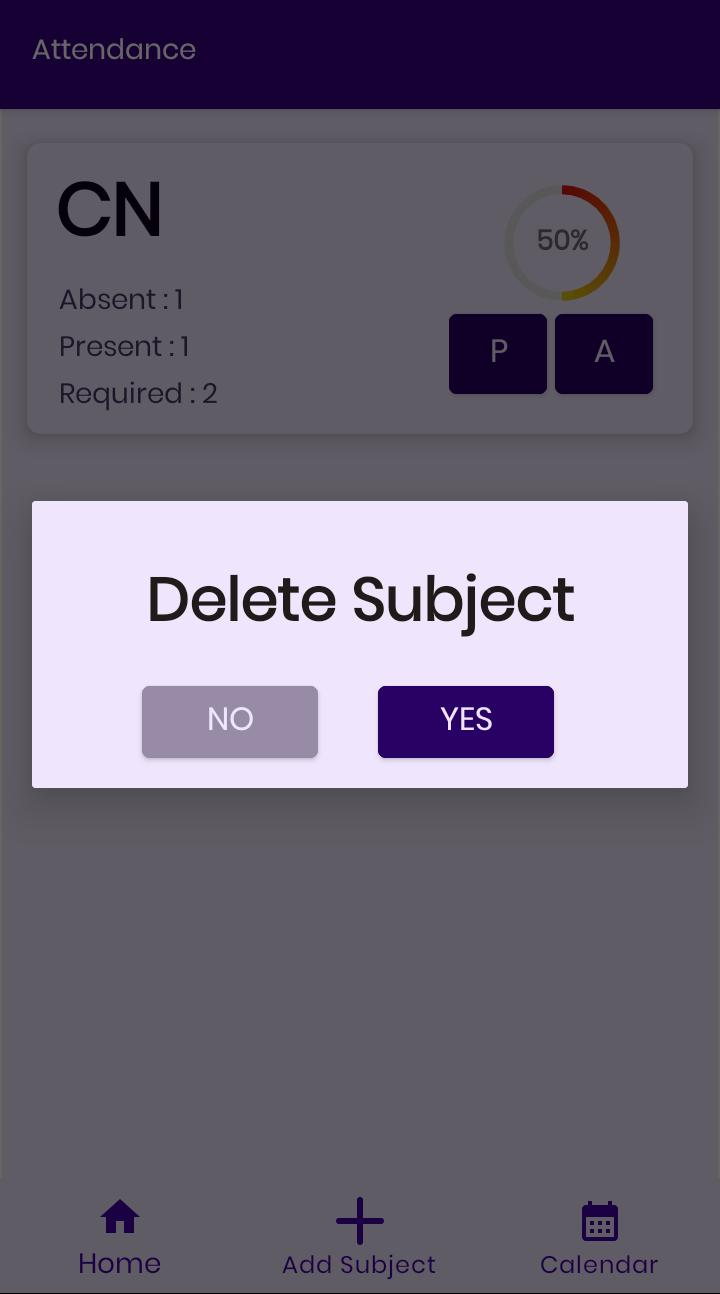 Attendance
CN
50%
Absent : 1
Present : 1
P A
Required : 2
Delete Subject
NO YES
Home Add Subject Calendar